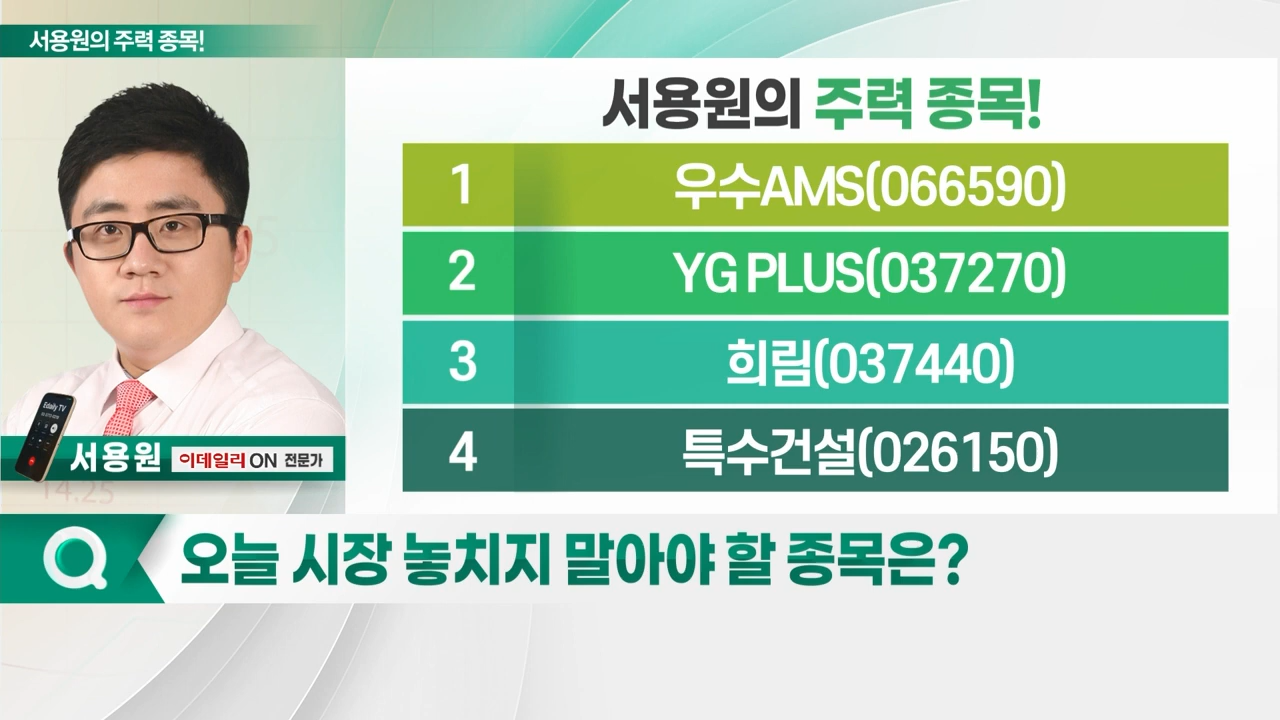 서용원의 주력 종목!
서용원의 주력 종목!
1 우수AMS(066590)
2 YG PLUS(037270)
3 희림(037440)
4 특수건설(026150)
Edaily TV
서용원 이데일리 ON 전문가
14.25
Q 오늘 시장 놓치지 말아야 할 종목은?